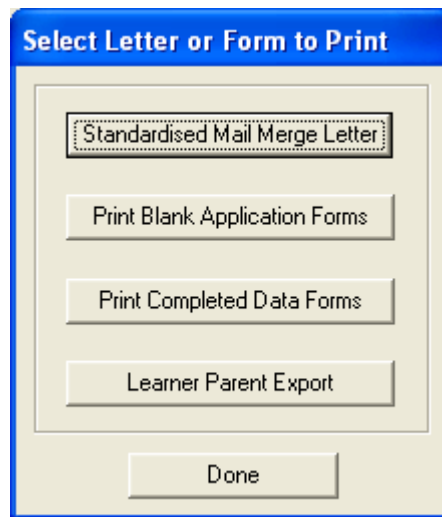 Select Letter or Form to Print
Standardised Mail Merge Letter
Print Blank Application Forms
Print Completed Data Forms
Learner Parent Export
Done